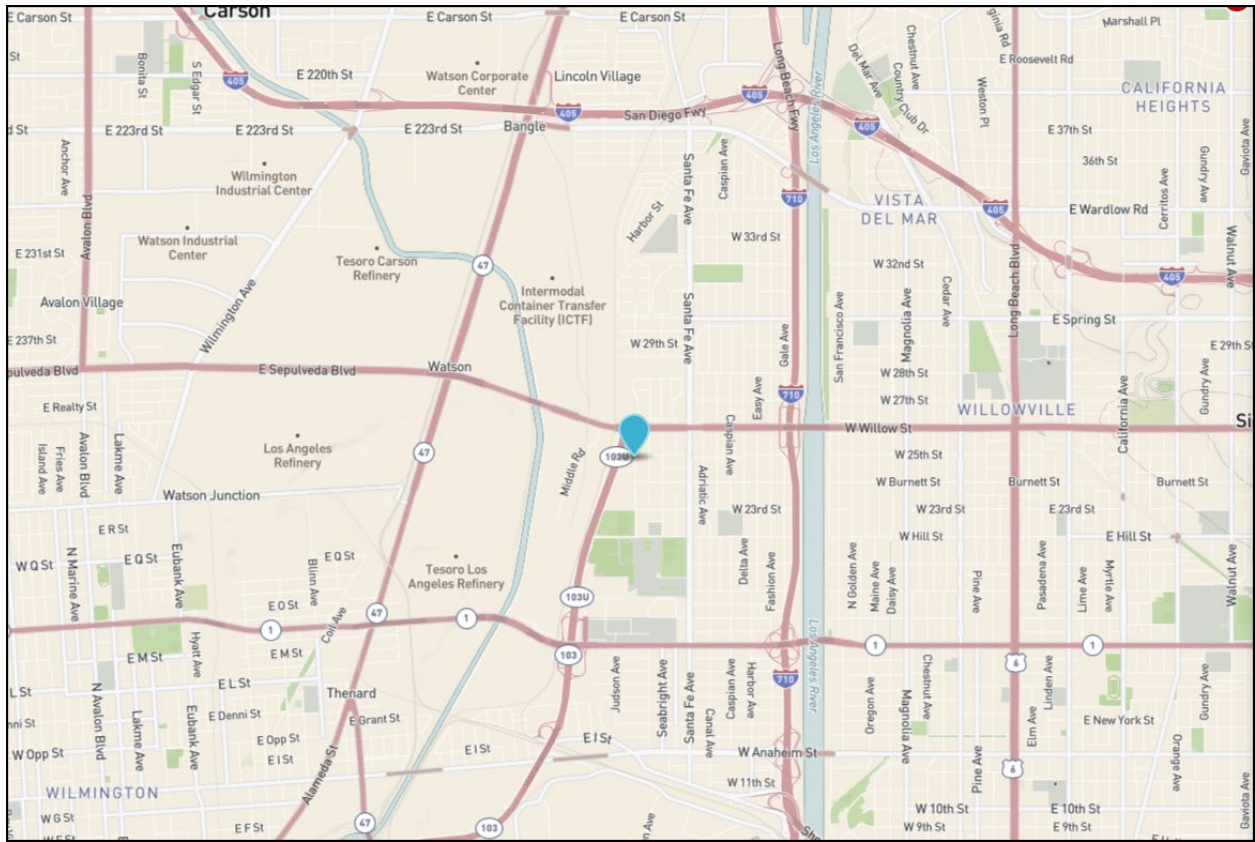 Carson
E Carson St
E Carson St
E Carson St
ginia Rd
Marshall Pl
St
Bonita St
S Edgar St
E 220th St
405
Watson Corporate
Center
Lincoln Village
Long Beach Fwy
Los Angeles River
Del Mar Ave
Chestnut Ave
Country Club Dr
Weston Pl
E Roosevelt Rd
CALIFORNIA
HEIGHTS
405
405
San Diego Fwy
405
d St
E 223rd St
E 223rd St
E 223rd St
Bangle
E 37th St
36th St
Gaviota Ave
Anchor Ave
Wilmington
Industrial Center
Santa Fe Ave
Caspian Ave
710
Gundry Ave
Cerritos Ave
Avalon Blvd
VISTA
DEL MAR
405
E Wardlow Rd
Harbor St
W 33rd St
Walnut Ave
Watson Industrial
Center
E 231st St
Tesoro Carson
Refinery
47
W 32nd St
Long Beach Blvd
405
Intermodal
Container Transfer
Facility (ICTF)
Cedar Ave
Avalon Village
Wilmington Ave
Santa Fe Ave
San Francisco Ave
Magnolia Ave
E Spring St
E 237th St
W 29th St
Gale Ave
E 29th St
pulveda Blvd
E Sepulveda Blvd
Watson
W 28th St
710
Easy Ave
W 27th St
Gundry Ave
California Ave
E Realty St
WILLOWVILLE
W Willow St
Si
Island Ave
Fries Ave
Avalon Blvd
Lakme Ave
Los Angeles
Refinery
47
Middle Rd
103U
Caspian Ave
W 25th St
Watson Junction
Adriatic Ave
W Burnett St
Burnett St
Burnett St
W 23rd St
W 23rd St
E 23rd St
E R St
W Hill St
E Hill St
W Q St
N Marine Ave
E Q St
Eubank Ave
Blinn Ave
E Q St
Tesoro Los
Angeles Refinery
Delta Ave
Fashion Ave
N Golden Ave
Maine Ave
Daisy Ave
Pine Ave
Pasadena Ave
Lime Ave
Myrtle Ave
Walnut Ave
103U
E O St
47
1
Coil Ave
1
Los Angeles River
1
1
Hyatt Ave
E M St
E M St
103
6
Judson Ave
Seabright Ave
Santa Fe Ave
Caspian Ave
Harbor Ave
710
Chestnut Ave
Linden Ave
Gundry Ave
L St
N Avalon Blvd
E L St
Thenard
Oregon Ave
Magnolia Ave
Elm Ave
nni St
Lakme Ave
Eubank Ave
E Denni St
E Grant St
Canal Ave
E New York St
W Opp St
E Opp St
E I St
E I St
E I St
W Anaheim St
Orange Ave
Alameda St
Pine Ave
6
W 11th St
WILMINGTON
Gaviota Ave
W 10th St
E 10th St
W G St
E F St
47
103
n Ave
Sho
W 9th St
E 9th St